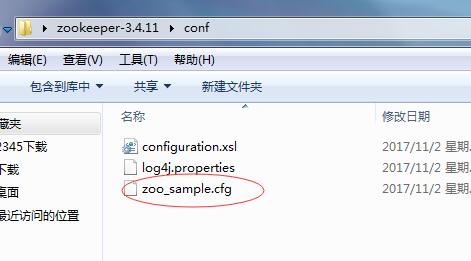 zookeeper-3.4.11 ▸ conf
编辑(E) 查看(V) 工具(T) 帮助(H)
包含到库中 共享 新建文件夹
名称 修改日期
藏夹
2345下载
下载
桌面
最近访问的位置
configuration.xsl 2017/11/2 星期
log4j.properties 2017/11/2 星期
zoo_sample.cfg 2017/11/2 星期